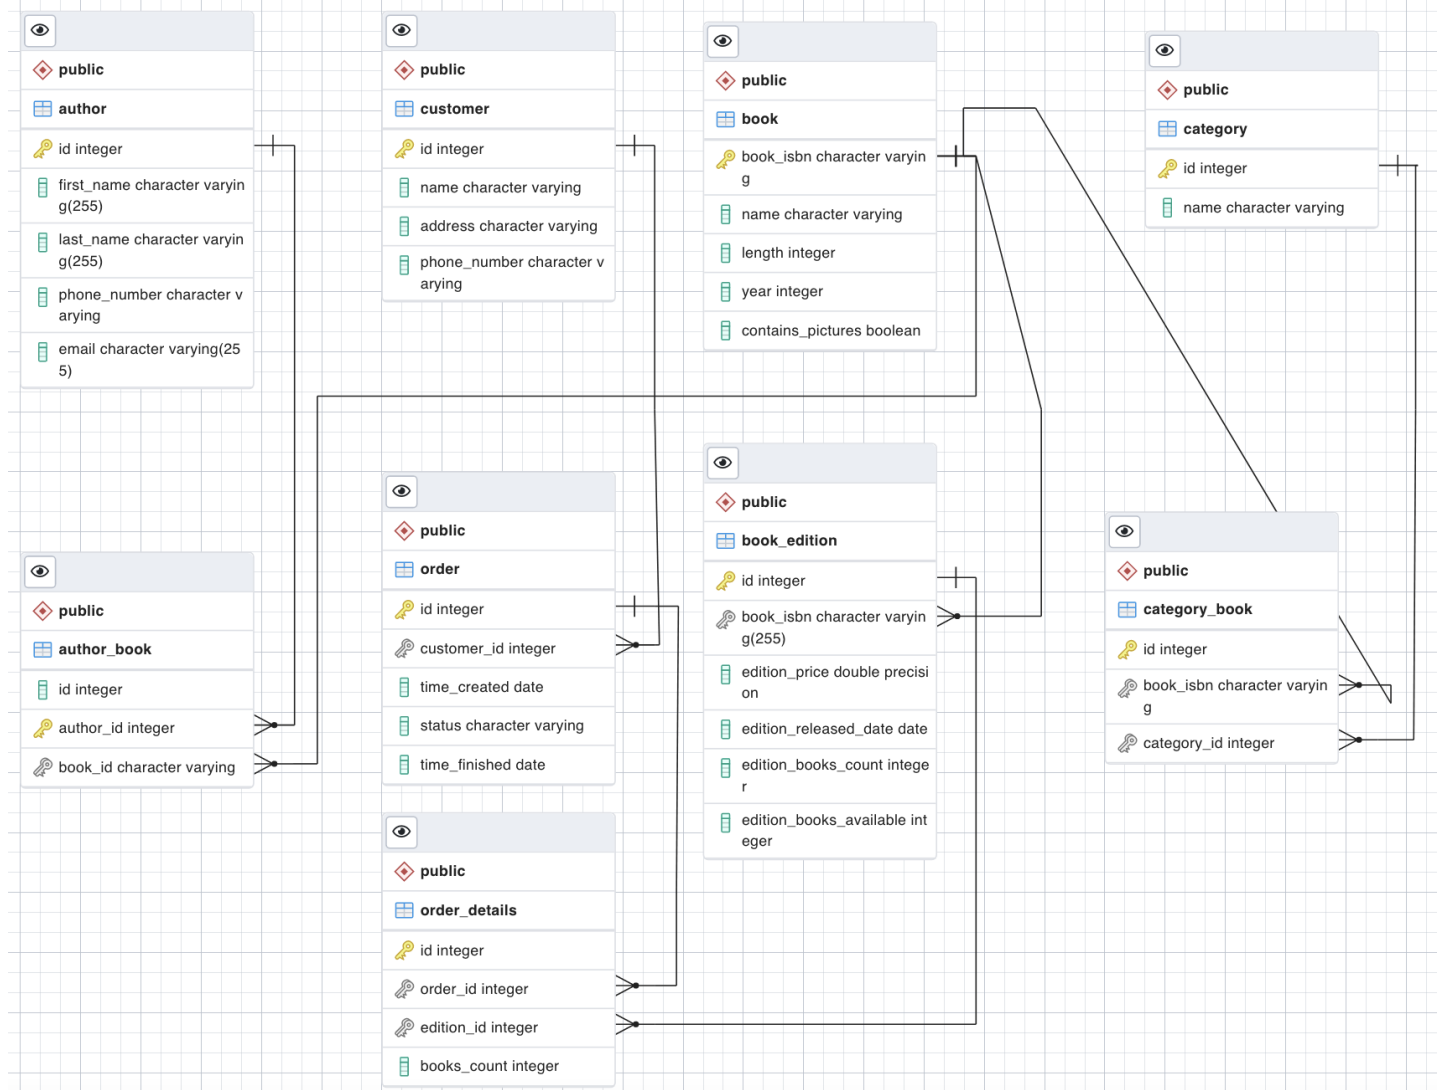 public
author
id integer
first_name character varyin
g(255)
last_name character varyin
g(255)
phone_number character v
arying
email character varying(25
5)
public
customer
id integer
name character varying
address character varying
phone_number character v
arying
public
book
book_isbn character varyin
g
name character varying
length integer
year integer
contains_pictures boolean
public
category
id integer
name character varying
public
author_book
id integer
author_id integer
book_id character varying
public
order
id integer
customer_id integer
time_created date
status character varying
time_finished date
public
book_edition
id integer
book_isbn character varyin
g(255)
edition_price double precisi
on
edition_released_date date
edition_books_count intege
r
edition_books_available int
eger
public
category_book
id integer
book_isbn character varyin
g
category_id integer
public
order_details
id integer
order_id integer
edition_id integer
books_count integer